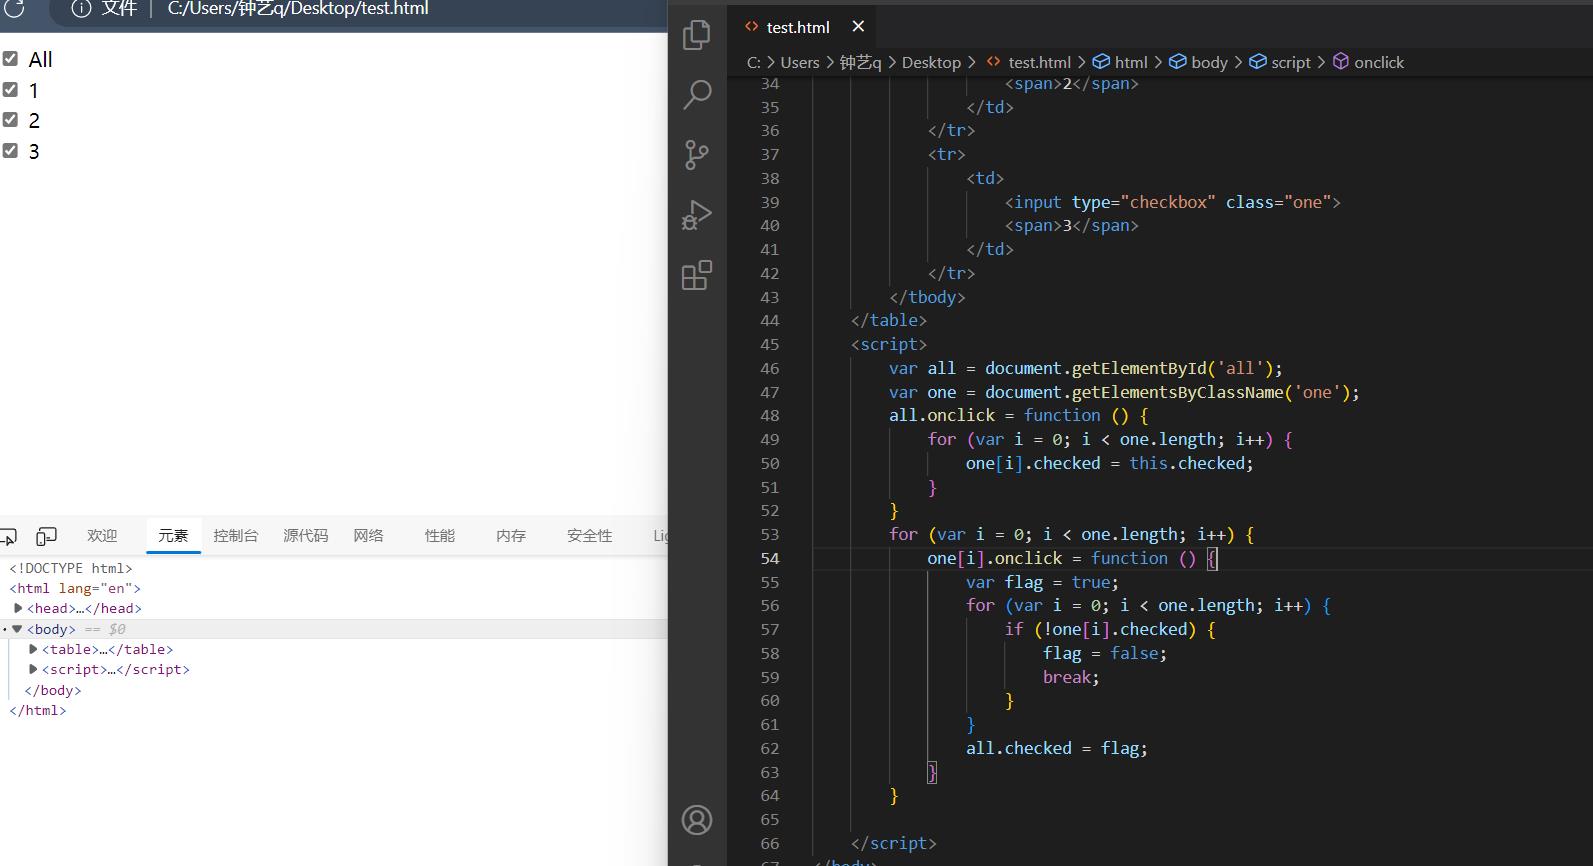 文件 | C:/Users/钟艺q/Desktop/test.html
All
1
2
3
欢迎 元素 控制台 源代码 网络 性能 内存 安全性
<!DOCTYPE html>
<html lang="en">
<head>…</head>
<body> == $0
<table>…</table>
<script>…</script>
</body>
</html>
test.html
C: > Users > 钟艺q > Desktop > test.html > html > body > script > onclick
34 <span>2</span>
35 </td>
36 </tr>
37 <tr>
38 <td>
39 <input type="checkbox" class="one">
40 <span>3</span>
41 </td>
42 </tr>
43 </tbody>
44 </table>
45 <script>
46 var all = document.getElementById('all');
47 var one = document.getElementsByClassName('one');
48 all.onclick = function () {
49 for (var i = 0; i < one.length; i++) {
50 one[i].checked = this.checked;
51 }
52 }
53 for (var i = 0; i < one.length; i++) {
54 one[i].onclick = function () {
55 var flag = true;
56 for (var i = 0; i < one.length; i++) {
57 if (!one[i].checked) {
58 flag = false;
59 break;
60 }
61 }
62 all.checked = flag;
63 }
64 }
65
66 </script>